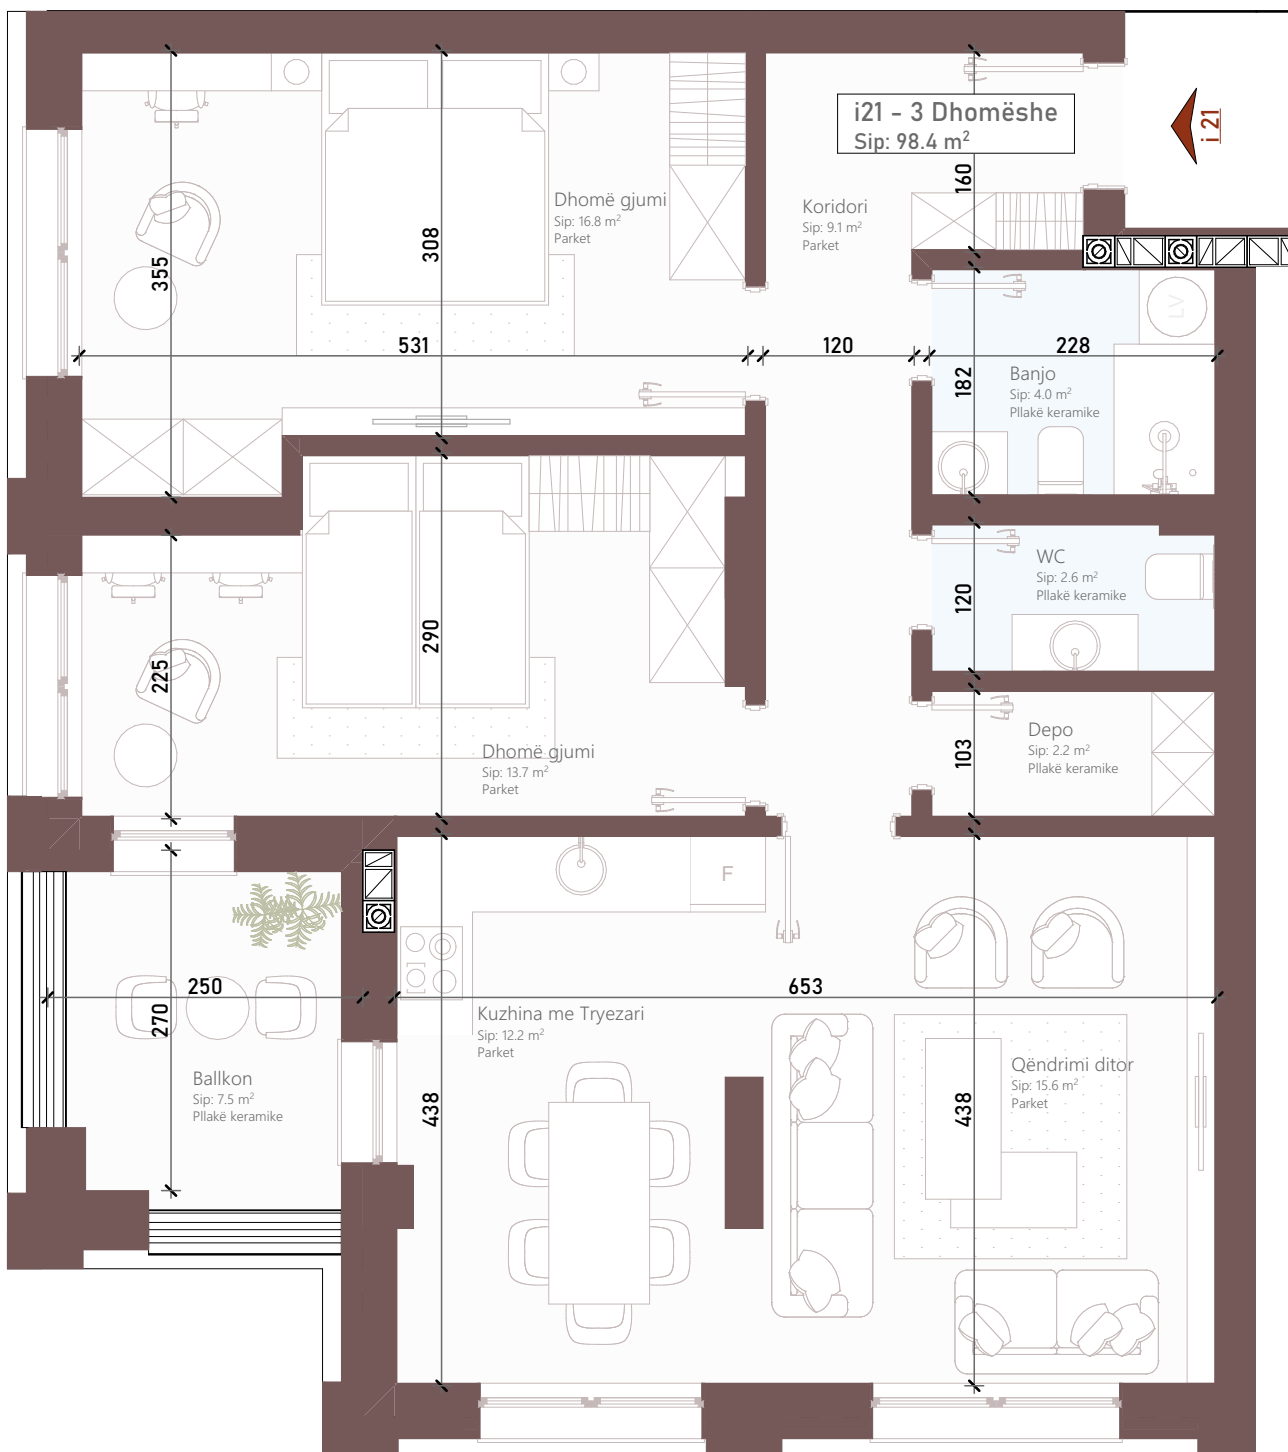 i21 - 3 Dhomëshe
Sip: 98.4 m²
i 21
160
Dhomë gjumi
Sip: 16.8 m²
Parket
Koridori
Sip: 9.1 m²
Parket
308
355
LV
531
120
228
Banjo
Sip: 4.0 m²
Pllakë keramike
182
WC
Sip: 2.6 m²
Pllakë keramike
120
290
225
Depo
Sip: 2.2 m²
Pllakë keramike
103
Dhomë gjumi
Sip: 13.7 m²
Parket
F
250
653
270
Kuzhina me Tryezari
Sip: 12.2 m²
Parket
Ballkon
Sip: 7.5 m²
Pllakë keramike
Qëndrimi ditor
Sip: 15.6 m²
Parket
438
438